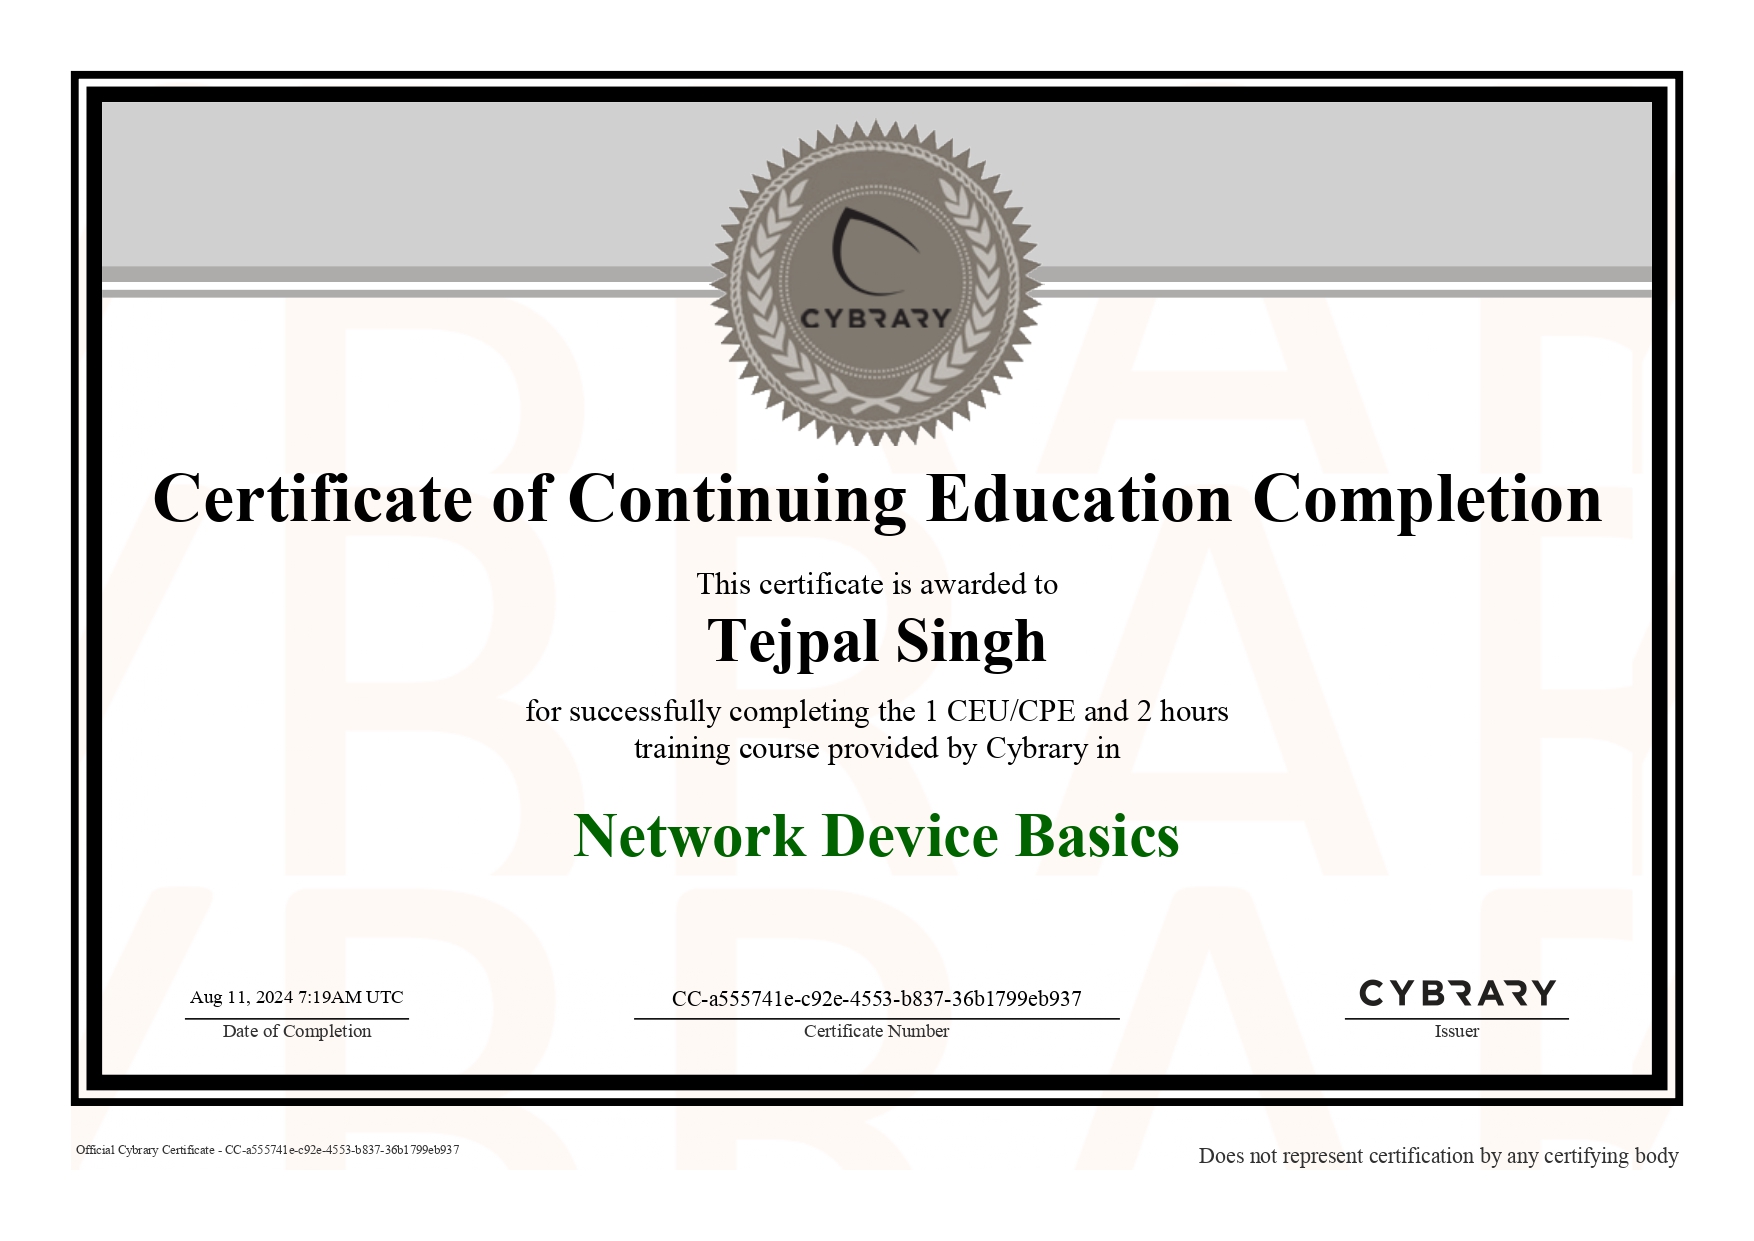 CYBRARY
Certificate of Continuing Education Completion
This certificate is awarded to
Tejpal Singh
for successfully completing the 1 CEU/CPE and 2 hours
training course provided by Cybrary in
Network Device Basics
Aug 11, 2024 7:19AM UTC
Date of Completion
CC-a555741e-c92e-4553-b837-36b1799eb937
Certificate Number
CYBRARY
Issuer
Official Cybrary Certificate - CC-a555741e-c92e-4553-b837-36b1799eb937
Does not represent certification by any certifying body